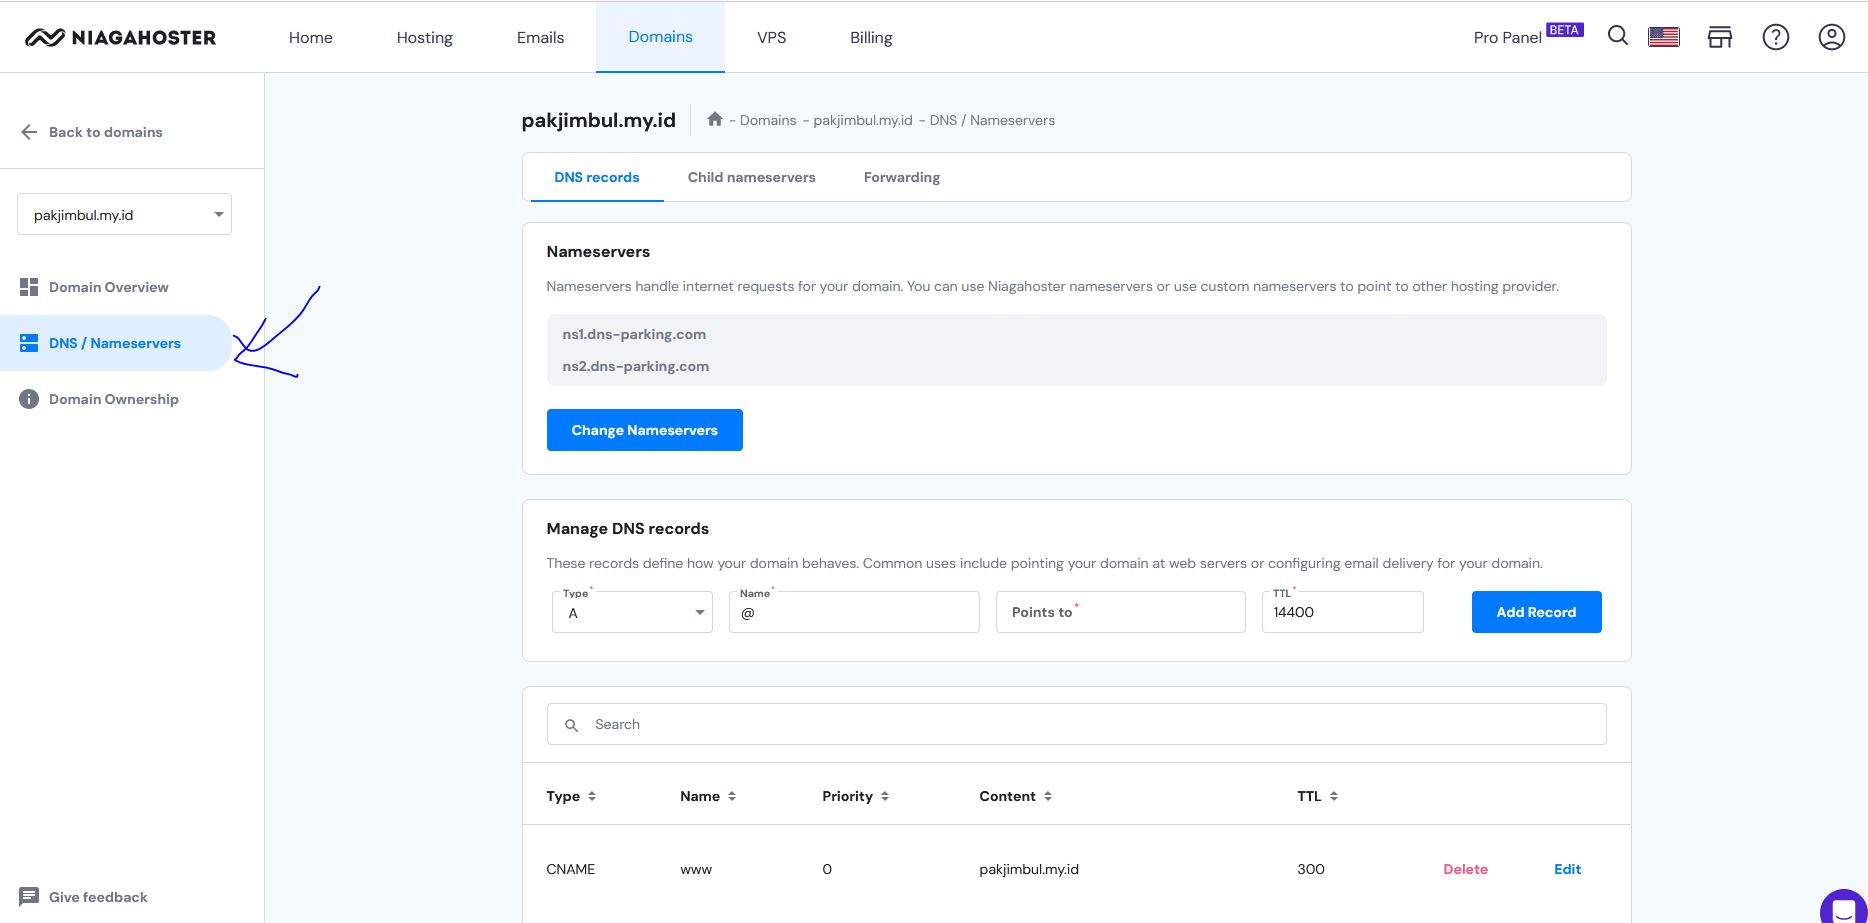 NIAGAHOSTER
Home
Hosting
Emails
Domains
VPS
Billing
Pro Panel BETA
Back to domains
pakjimbul.my.id
Domain Overview
DNS / Nameservers
Domain Ownership
Give feedback
pakjimbul.my.id
- Domains - pakjimbul.my.id - DNS / Nameservers
DNS records
Child nameservers
Forwarding
Nameservers
Nameservers handle internet requests for your domain. You can use Niagahoster nameservers or use custom nameservers to point to other hosting provider.
ns1.dns-parking.com
ns2.dns-parking.com
Change Nameservers
Manage DNS records
These records define how your domain behaves. Common uses include pointing your domain at web servers or configuring email delivery for your domain.
Type*
A
Name*
@
Points to*
TTL*
14400
Add Record
Search
Type Name Priority Content TTL
CNAME www 0 pakjimbul.my.id 300 Delete Edit